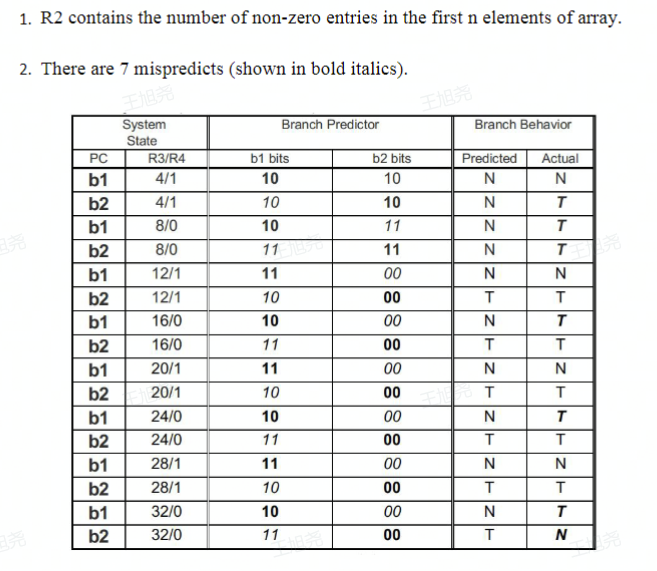 1. R2 contains the number of non-zero entries in the first n elements of array.
2. There are 7 mispredicts (shown in bold italics).
王旭尧 王旭尧
System State Branch Predictor Branch Behavior
PC R3/R4 b1 bits b2 bits Predicted Actual
b1 4/1 10 10 N N
b2 4/1 10 10 N T
b1 8/0 10 11 N T
b2 8/0 11 11 N T
b1 12/1 11 00 N N
b2 12/1 10 00 T T
b1 16/0 10 00 N T
b2 16/0 11 00 T T
b1 20/1 11 00 N N
b2 20/1 10 00 T T
b1 24/0 10 00 N T
b2 24/0 11 00 T T
b1 28/1 11 00 N N
b2 28/1 10 00 T T
b1 32/0 10 00 N T
b2 32/0 11 00 T N